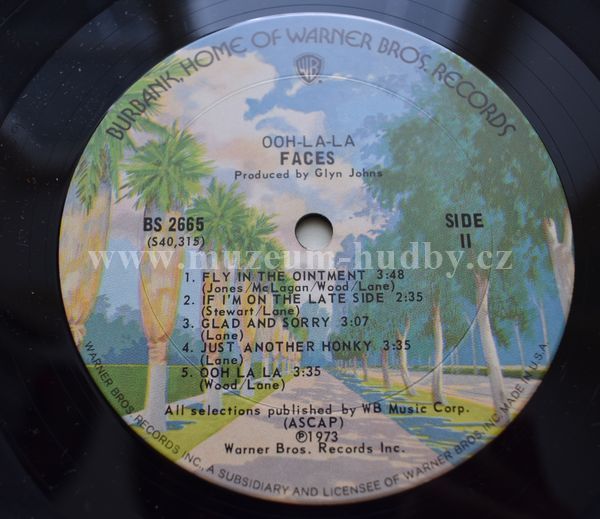 BURBANK, HOME OF WARNER BROS. RECORDS
WB
OOH-LA-LA
FACES
Produced by Glyn Johns
BS 2665
(S40,315)
SIDE
II
www.muzeum-hudby.cz
1. FLY IN THE OINTMENT 3:48
(Jones/McLagan/Wood/Lane)
2. IF I'M ON THE LATE SIDE 2:35
(Stewart/Lane)
3. GLAD AND SORRY 3:07
(Lane)
4. JUST ANOTHER HONKY 3:35
(Lane)
5. OOH LA LA 3:35
(Wood/Lane)
All selections published by WB Music Corp.
(ASCAP)
℗1973
Warner Bros. Records Inc.
WARNER BROS. RECORDS INC., A SUBSIDIARY AND LICENSEE OF WARNER BROS. INC. MADE IN U.S.A.